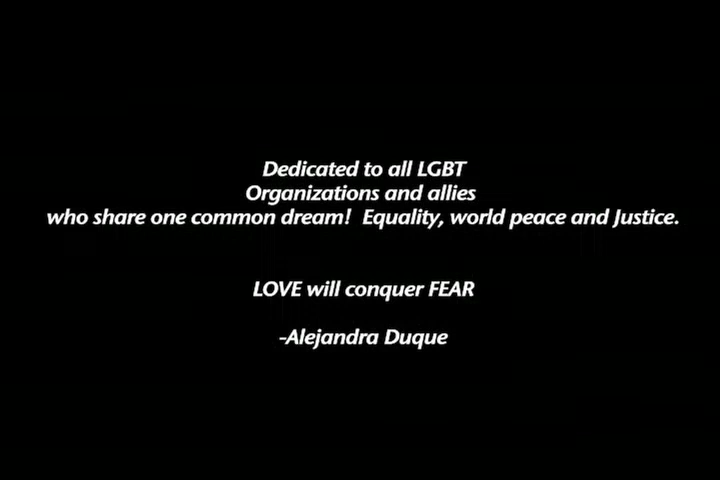 Dedicated to all LGBT
Organizations and allies
who share one common dream!  Equality, world peace and Justice.
LOVE will conquer FEAR
-Alejandra Duque